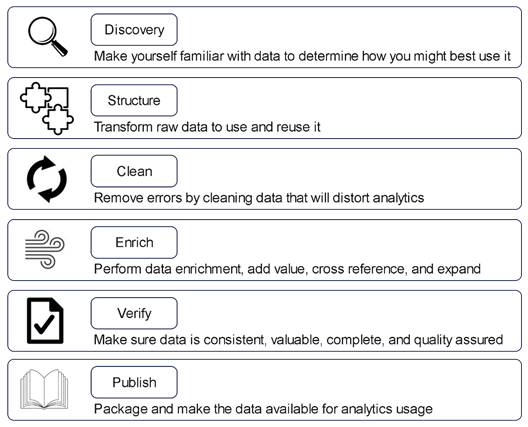 Discovery
Make yourself familiar with data to determine how you might best use it
Structure
Transform raw data to use and reuse it
Clean
Remove errors by cleaning data that will distort analytics
Enrich
Perform data enrichment, add value, cross reference, and expand
Verify
Make sure data is consistent, valuable, complete, and quality assured
Publish
Package and make the data available for analytics usage